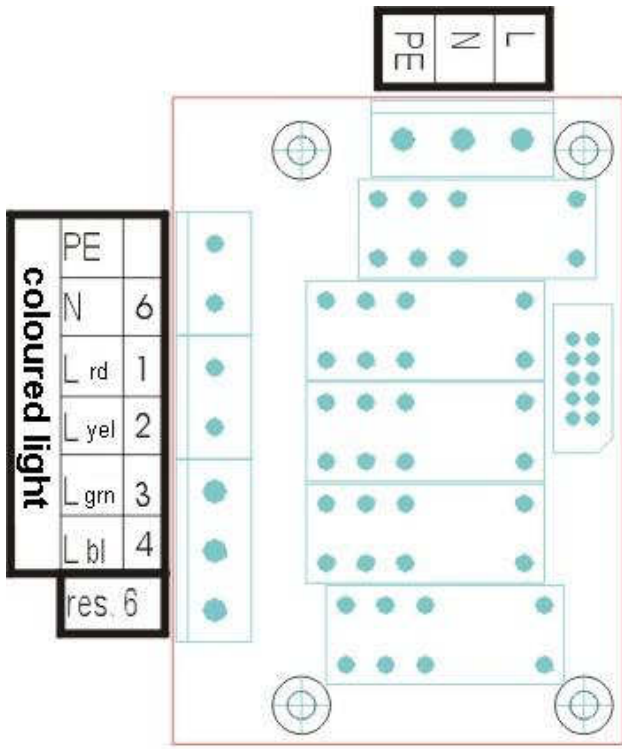 PE N L
coloured light
PE
N 6
L rd 1
L yel 2
L grn 3
L bl 4
res. 6